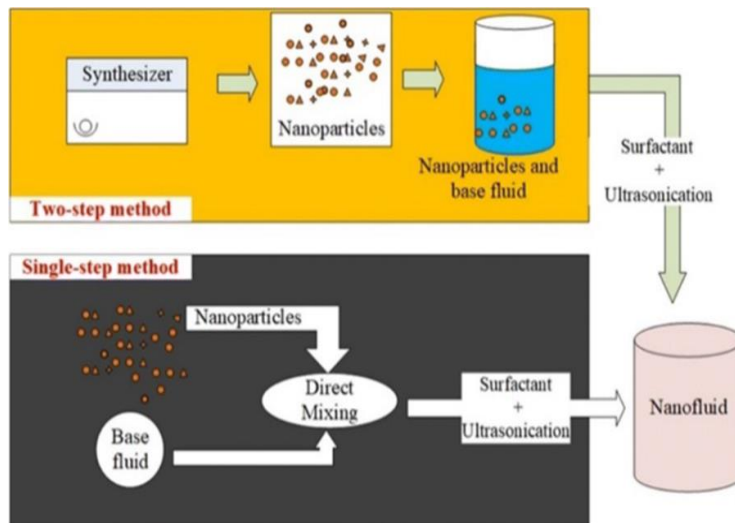 Synthesizer
Nanoparticles
Nanoparticles and
base fluid
Two-step method
Surfactant
+
Ultrasonication
Single-step method
Nanoparticles
Direct
Mixing
Base
fluid
Surfactant
+
Ultrasonication
Nanofluid